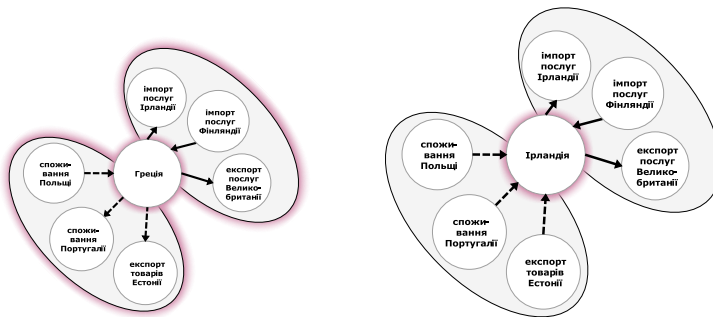 імпорт
послуг
Ірландії
імпорт
послуг
Фінляндії
спожи-
вання
Польщі
Греція
експорт
послуг
Велико-
британії
спожи-
вання
Португалії
експорт
товарів
Естонії
імпорт
послуг
Ірландії
імпорт
послуг
Фінляндії
спожи-
вання
Польщі
Ірландія
експорт
послуг
Велико-
британії
спожи-
вання
Португалії
експорт
товарів
Естонії